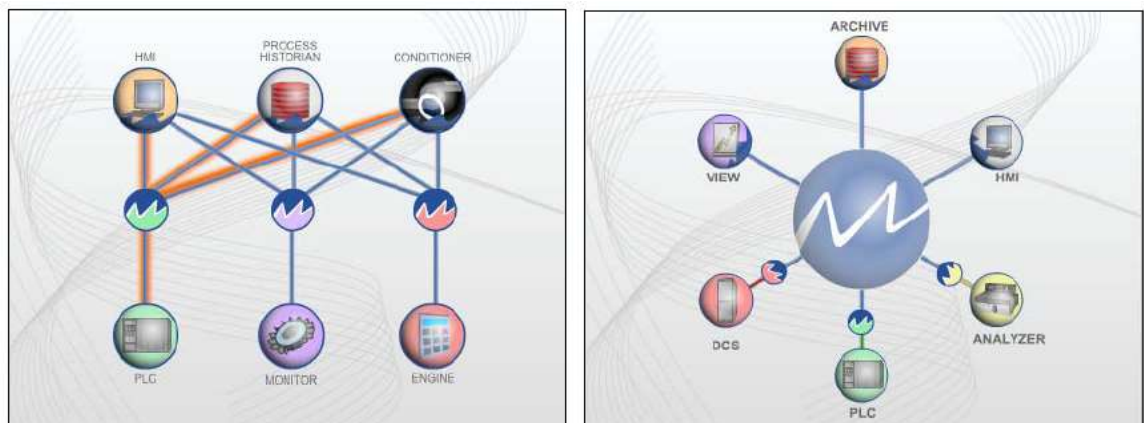 HMI
PROCESS
HISTORIAN
CONDITIONER
PLC
MONITOR
ENGINE
ARCHIVE
VIEW
HMI
DCS
ANALYZER
PLC